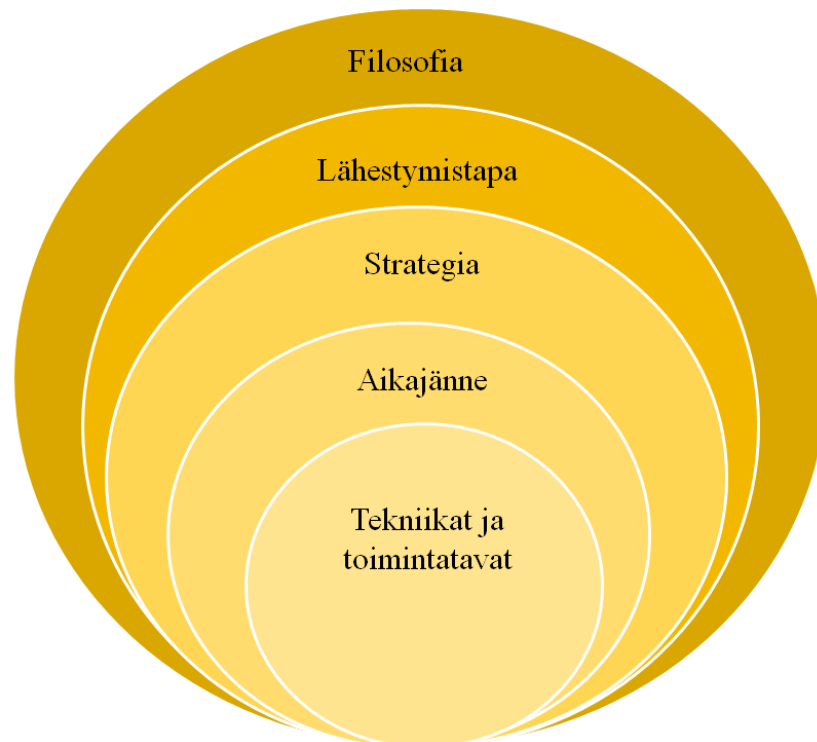 Filosofia
Lähestymistapa
Strategia
Aikajänne
Tekniikat ja
toimintatavat